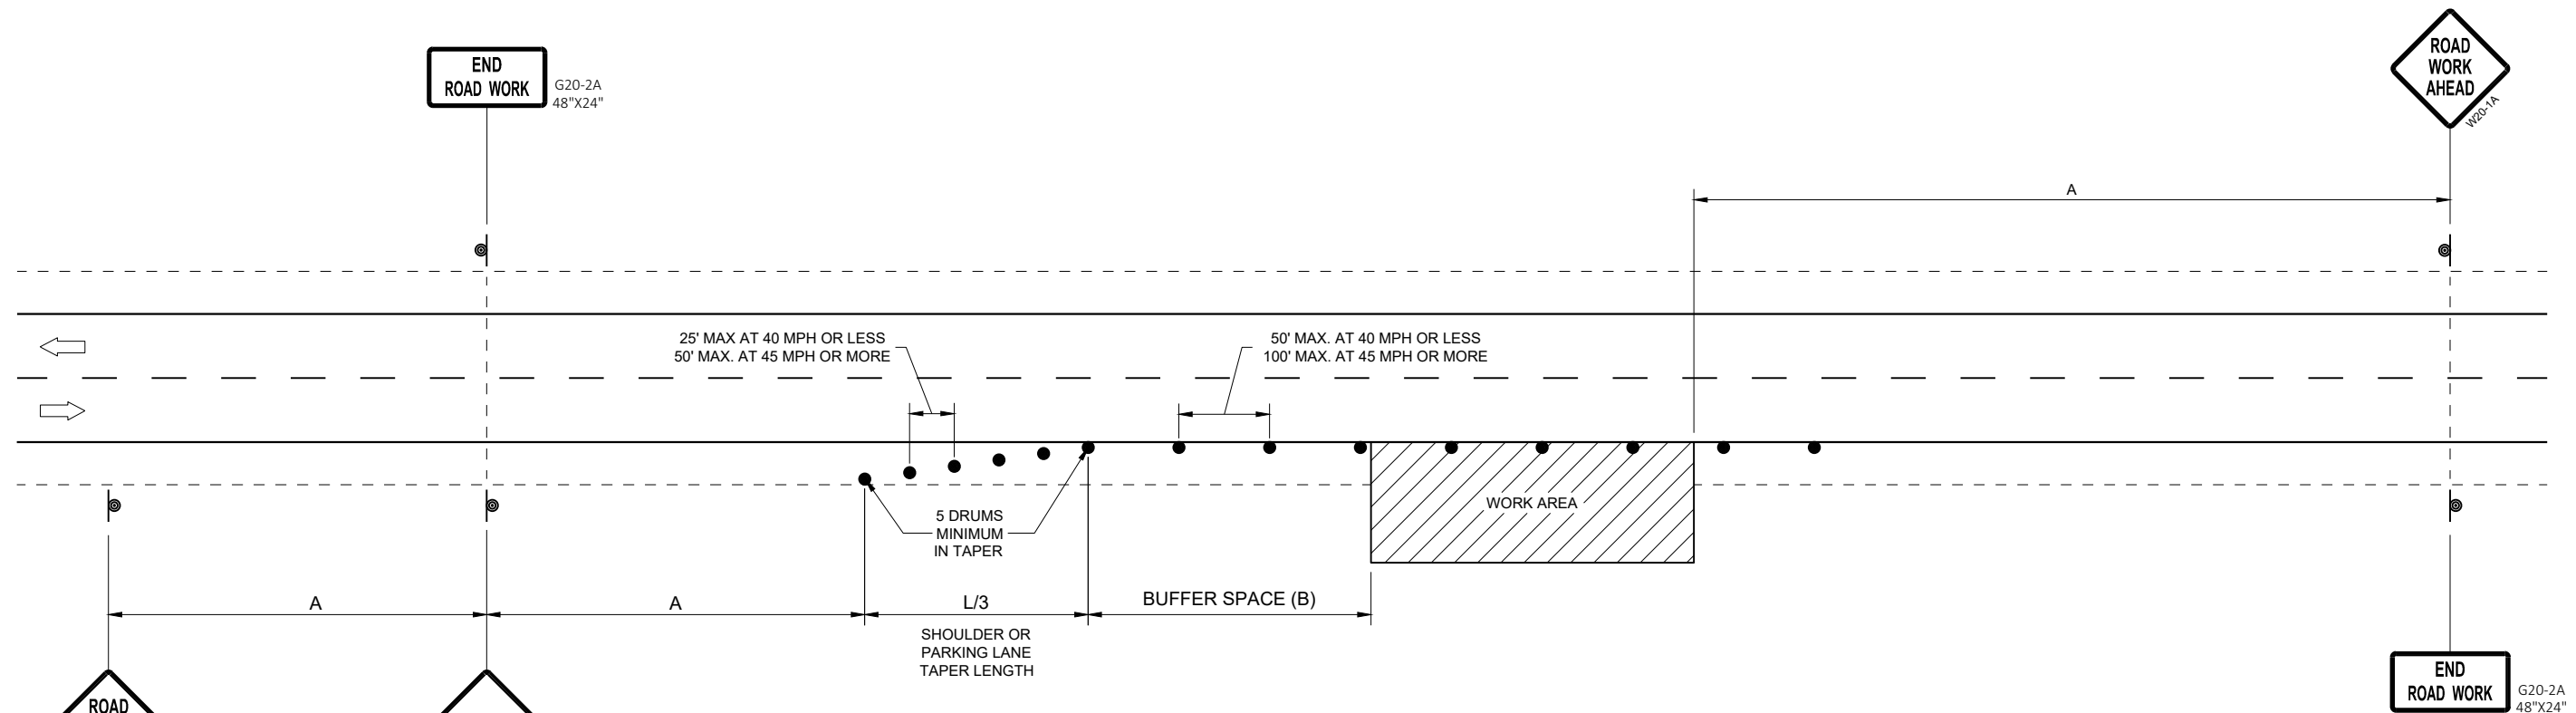 END
ROAD WORK
G20-2A
48"X24"
ROAD
WORK
AHEAD
W20-1A
A
25' MAX AT 40 MPH OR LESS
50' MAX. AT 45 MPH OR MORE
50' MAX. AT 40 MPH OR LESS
100' MAX. AT 45 MPH OR MORE
WORK AREA
5 DRUMS
MINIMUM
IN TAPER
A
A
L/3
BUFFER SPACE (B)
SHOULDER OR
PARKING LANE
TAPER LENGTH
ROAD
END
ROAD WORK
G20-2A
48"X24"